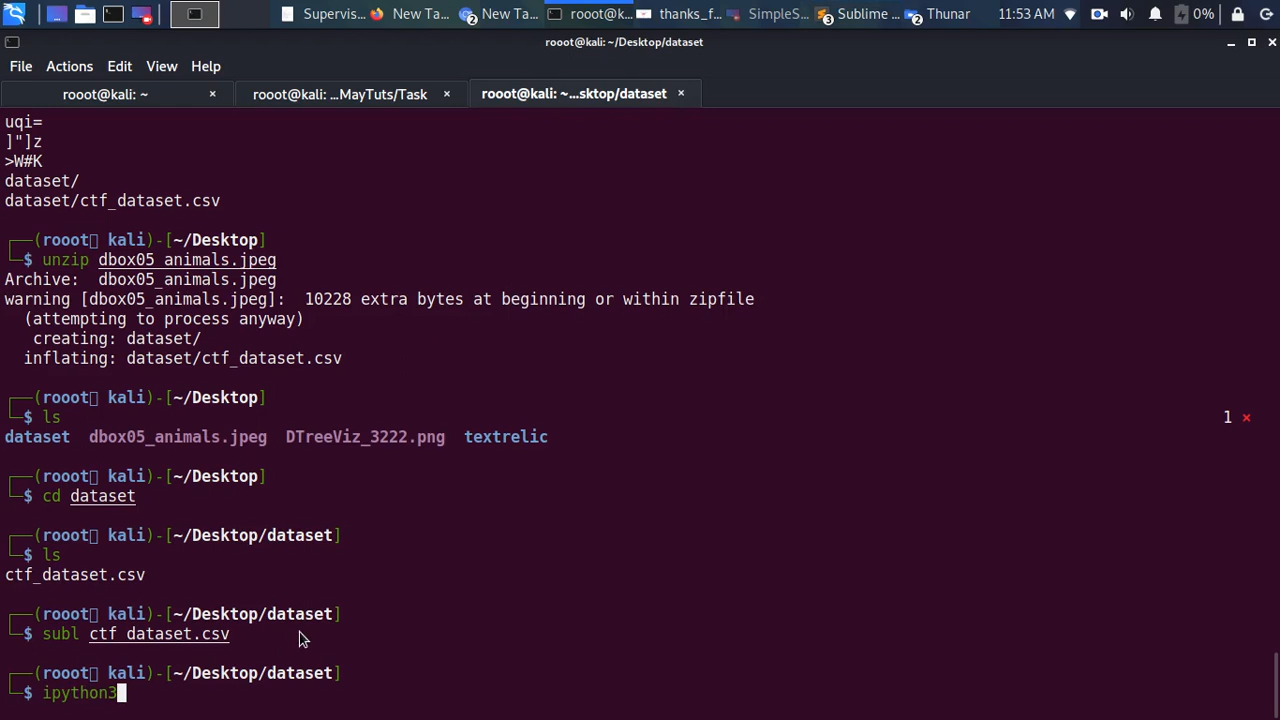 Supervis... New Ta... New Ta... rooot@k... thanks_f... SimpleS... Sublime ... Thunar 11:53 AM 0%
rooot@kali: ~/Desktop/dataset
File Actions Edit View Help
rooot@kali: ~ × rooot@kali: ...MayTuts/Task × rooot@kali: ~...sktop/dataset ×
uqi=
]"]z
>W#K
dataset/
dataset/ctf_dataset.csv
┌──(rooot kali)-[~/Desktop]
└─$ unzip dbox05_animals.jpeg
Archive:  dbox05_animals.jpeg
warning [dbox05_animals.jpeg]:  10228 extra bytes at beginning or within zipfile
  (attempting to process anyway)
   creating: dataset/
  inflating: dataset/ctf_dataset.csv
┌──(rooot kali)-[~/Desktop]
└─$ ls 1 ×
dataset  dbox05_animals.jpeg  DTreeViz_3222.png  textrelic
┌──(rooot kali)-[~/Desktop]
└─$ cd dataset
┌──(rooot kali)-[~/Desktop/dataset]
└─$ ls
ctf_dataset.csv
┌──(rooot kali)-[~/Desktop/dataset]
└─$ subl ctf_dataset.csv
┌──(rooot kali)-[~/Desktop/dataset]
└─$ ipython3